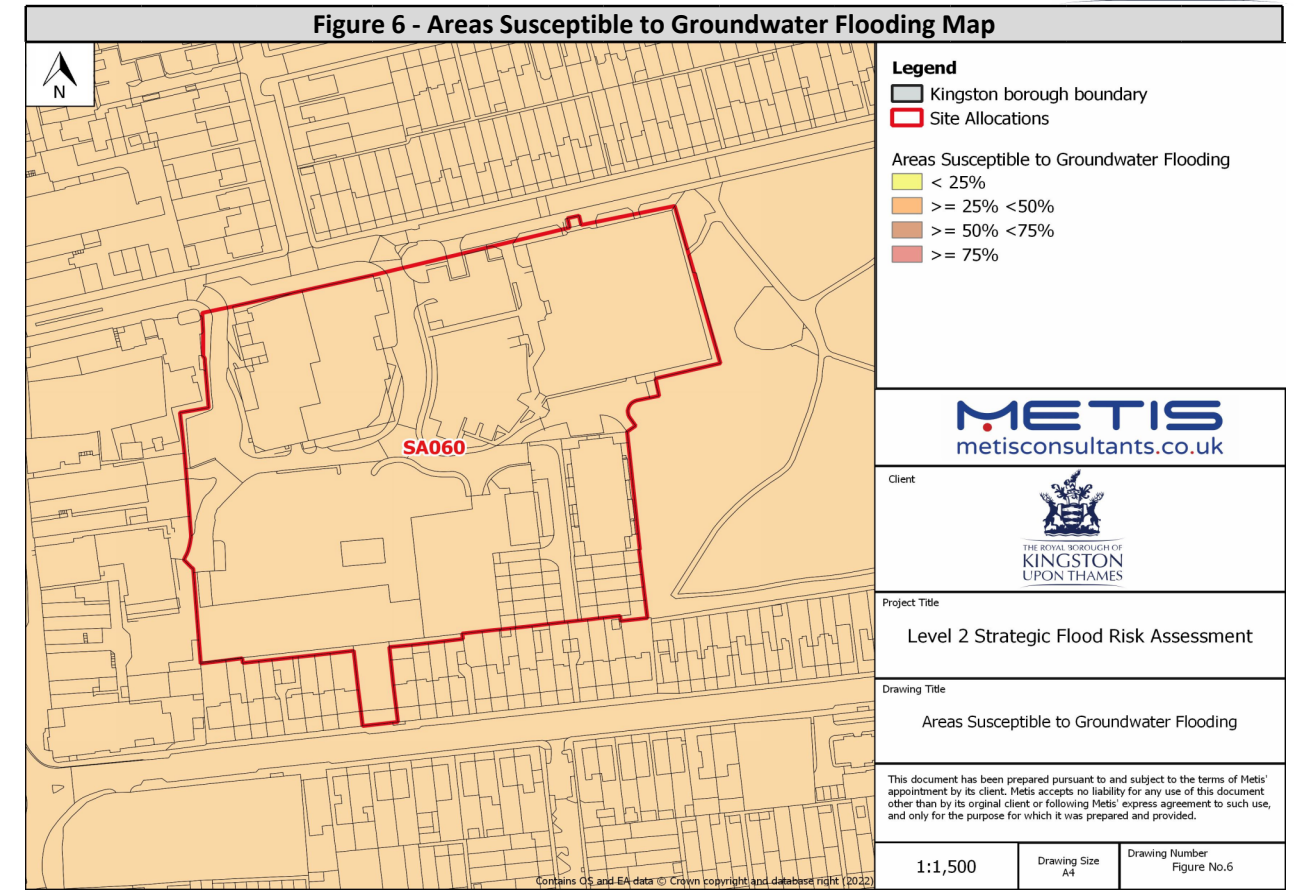 Figure 6 - Areas Susceptible to Groundwater Flooding Map
N
SA060
Contains OS and EA data © Crown copyright and database right (2022)
Legend
Kingston borough boundary
Site Allocations
Areas Susceptible to Groundwater Flooding
< 25%
>= 25% <50%
>= 50% <75%
>= 75%
METIS
metisconsultants.co.uk
Client
THE ROYAL BOROUGH OF
KINGSTON
UPON THAMES
Project Title
Level 2 Strategic Flood Risk Assessment
Drawing Title
Areas Susceptible to Groundwater Flooding
This document has been prepared pursuant to and subject to the terms of Metis'
appointment by its client. Metis accepts no liability for any use of this document
other than by its orginal client or following Metis' express agreement to such use,
and only for the purpose for which it was prepared and provided.
1:1,500
Drawing Size
A4
Drawing Number
Figure No.6